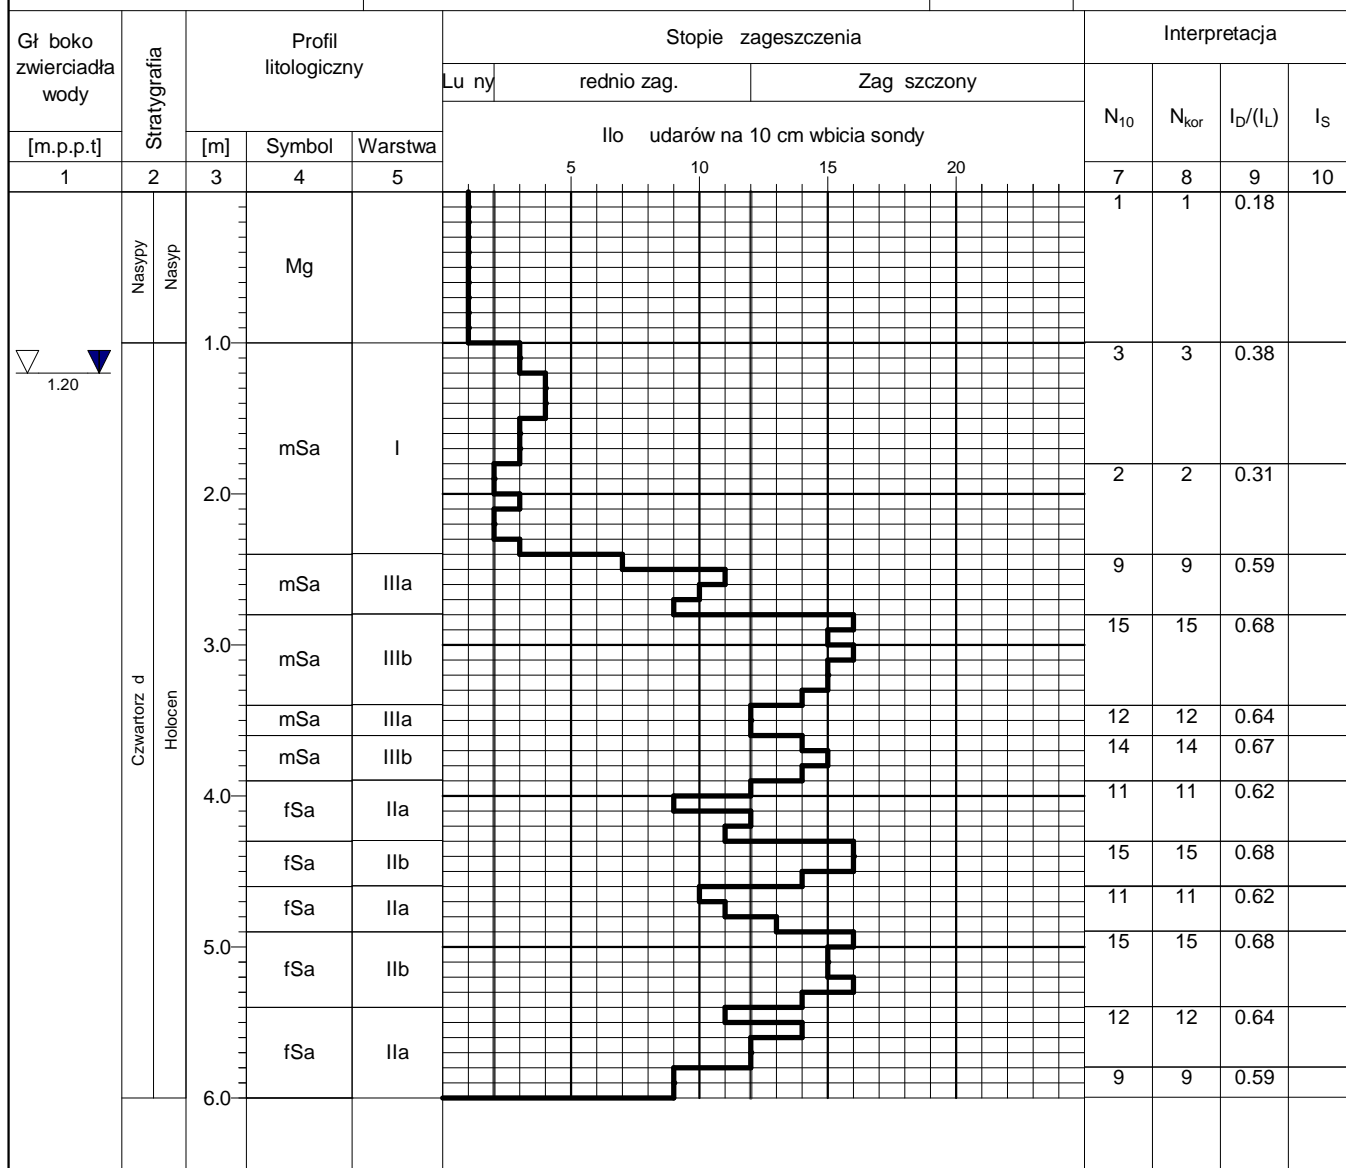 Gł boko
zwierciadła
wody
[m.p.p.t]
Stratygrafia
Profil
litologiczny
[m] Symbol Warstwa
Stopie zageszczenia
Lu ny rednio zag. Zag szczony
Ilo udarów na 10 cm wbicia sondy
5 10 15 20
Interpretacja
N10 Nkor ID/(IL) IS
1 2 3 4 5 7 8 9 10
Nasypy Nasyp
Mg
1 1 0.18
1.0
3 3 0.38
1.20
mSa I
2 2 0.31
2.0
mSa IIIa
9 9 0.59
15 15 0.68
3.0
mSa IIIb
mSa IIIa
12 12 0.64
mSa IIIb
14 14 0.67
Czwartorz d Holocen
4.0
fSa IIa
11 11 0.62
fSa IIb
15 15 0.68
fSa IIa
11 11 0.62
15 15 0.68
5.0
fSa IIb
12 12 0.64
fSa IIa
9 9 0.59
6.0